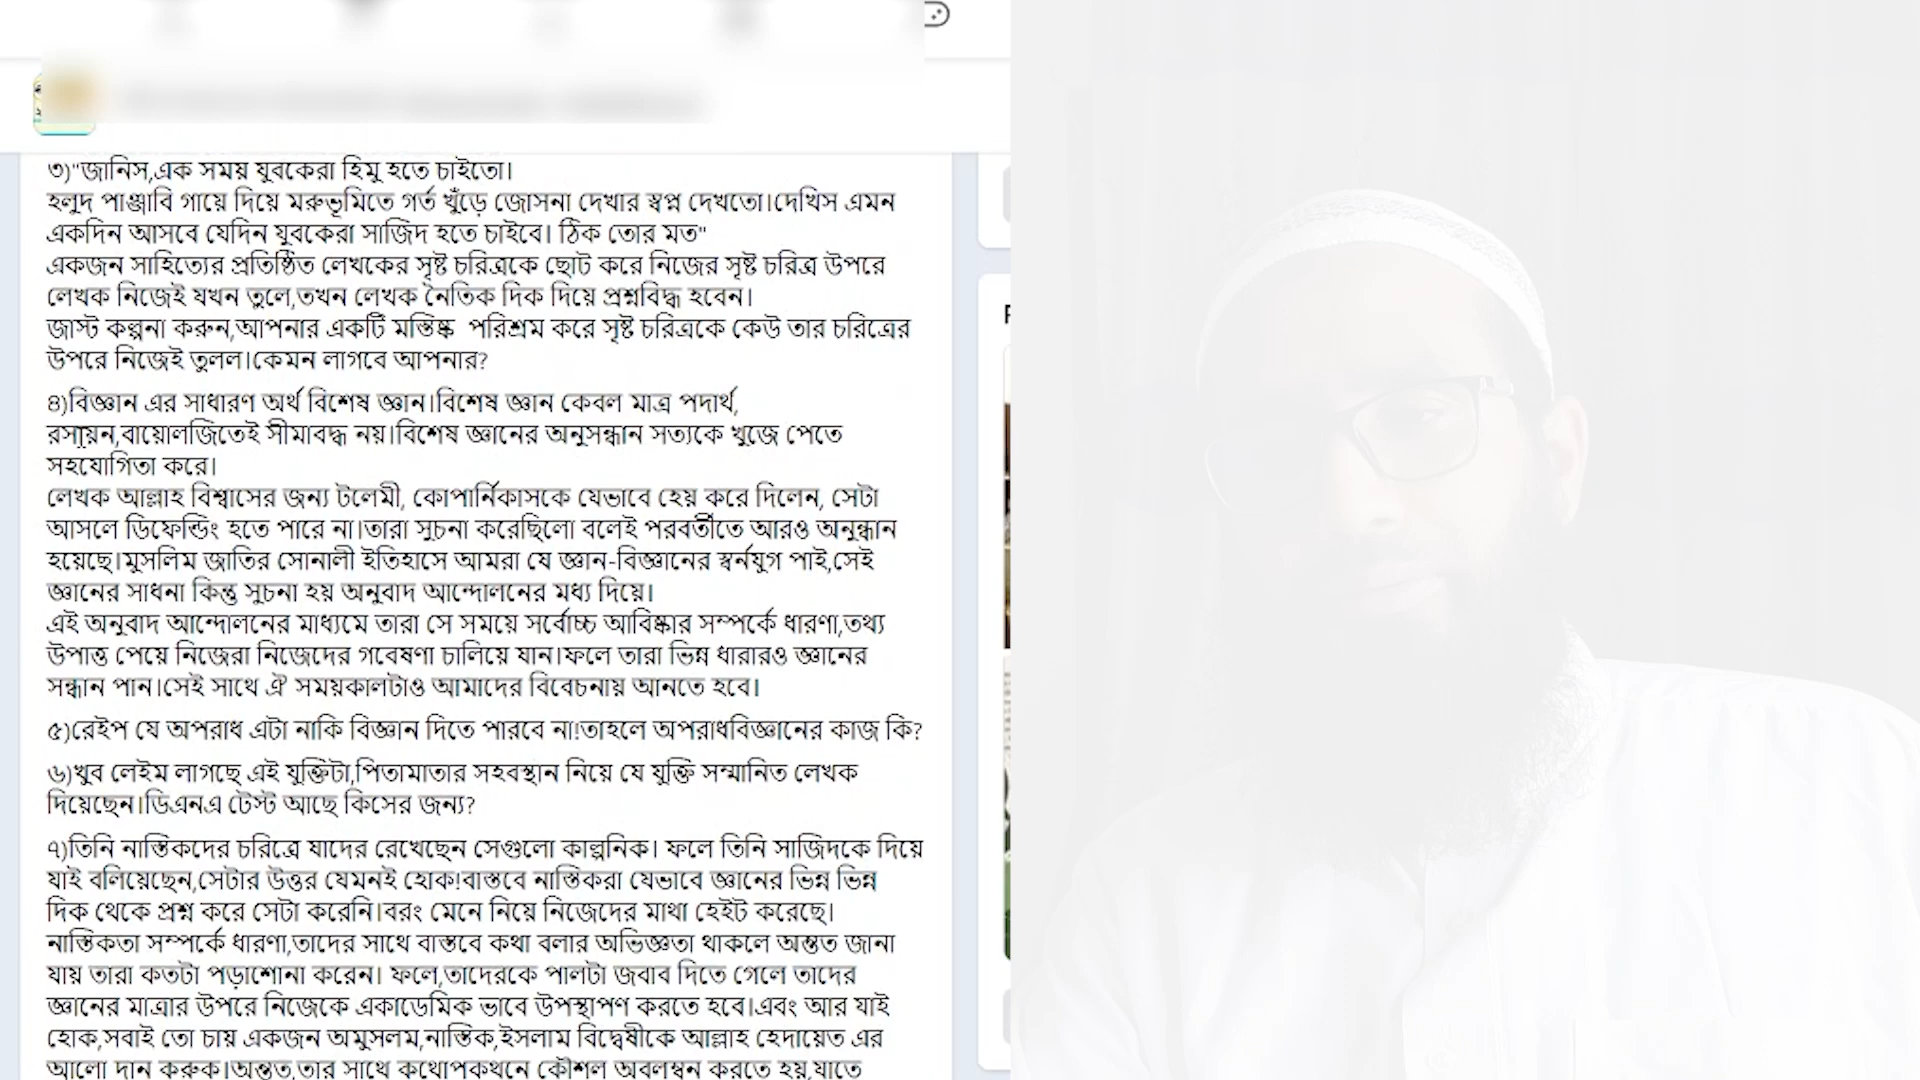 ৩)"জানিস,এক সময় যুবকেরা হিমু হতে চাইতো।
হলুদ পাঞ্জাবি গায়ে দিয়ে মরুভূমিতে গর্ত খুঁড়ে জোসনা দেখার স্বপ্ন দেখতো।দেখিস এমন
একদিন আসবে যেদিন যুবকেরা সাজিদ হতে চাইবে। ঠিক তোর মত"
একজন সাহিত্যের প্রতিষ্ঠিত লেখকের সৃষ্ট চরিত্রকে ছোট করে নিজের সৃষ্ট চরিত্র উপরে
লেখক নিজেই যখন তুলে,তখন লেখক নৈতিক দিক দিয়ে প্রশ্নবিদ্ধ হবেন।
জাস্ট কল্পনা করুন,আপনার একটি মস্তিষ্ক পরিশ্রম করে সৃষ্ট চরিত্রকে কেউ তার চরিত্রের
উপরে নিজেই তুলল।কেমন লাগবে আপনার?
৪)বিজ্ঞান এর সাধারণ অর্থ বিশেষ জ্ঞান।বিশেষ জ্ঞান কেবল মাত্র পদার্থ,
রসায়ন,বায়োলজিতেই সীমাবদ্ধ নয়।বিশেষ জ্ঞানের অনুসন্ধান সত্যকে খুজে পেতে
সহযোগিতা করে।
লেখক আল্লাহ বিশ্বাসের জন্য টলেমী, কোপার্নিকাসকে যেভাবে হেয় করে দিলেন, সেটা
আসলে ডিফেন্ডিং হতে পারে না।তারা সূচনা করেছিলো বলেই পরবর্তীতে আরও অনুন্ধান
হয়েছে।মুসলিম জাতির সোনালী ইতিহাসে আমরা যে জ্ঞান-বিজ্ঞানের স্বর্নযুগ পাই,সেই
জ্ঞানের সাধনা কিন্তু সূচনা হয় অনুবাদ আন্দোলনের মধ্য দিয়ে।
এই অনুবাদ আন্দোলনের মাধ্যমে তারা সে সময়ে সর্বোচ্চ আবিষ্কার সম্পর্কে ধারণা,তথ্য
উপাত্ত পেয়ে নিজেরা নিজেদের গবেষণা চালিয়ে যান।ফলে তারা ভিন্ন ধারারও জ্ঞানের
সন্ধান পান।সেই সাথে ঐ সময়কালটাও আমাদের বিবেচনায় আনতে হবে।
৫)রেইপ যে অপরাধ এটা নাকি বিজ্ঞান দিতে পারবে না!তাহলে অপরাধবিজ্ঞানের কাজ কি?
৬)খুব লেইম লাগছে এই যুক্তিটা,পিতামাতার সহবস্থান নিয়ে যে যুক্তি সম্মানিত লেখক
দিয়েছেন।ডিএনএ টেস্ট আছে কিসের জন্য?
৭)তিনি নাস্তিকদের চরিত্রে যাদের রেখেছেন সেগুলো কাল্পনিক। ফলে তিনি সাজিদকে দিয়ে
যাই বলিয়েছেন,সেটার উত্তর যেমনই হোক!বাস্তবে নাস্তিকরা যেভাবে জ্ঞানের ভিন্ন ভিন্ন
দিক থেকে প্রশ্ন করে সেটা করেনি।বরং মেনে নিয়ে নিজেদের মাথা হেইট করেছে।
নাস্তিকতা সম্পর্কে ধারণা,তাদের সাথে বাস্তবে কথা বলার অভিজ্ঞতা থাকলে অন্তত জানা
যায় তারা কতটা পড়াশোনা করেন। ফলে,তাদেরকে পালটা জবাব দিতে গেলে তাদের
জ্ঞানের মাত্রার উপরে নিজেকে একাডেমিক ভাবে উপস্থাপণ করতে হবে।এবং আর যাই
হোক,সবাই তো চায় একজন অমুসলম,নাস্তিক,ইসলাম বিদ্বেষীকে আল্লাহ হেদায়েত এর
আলো দান করুক।অন্তত,তার সাথে কথোপকথনে কৌশল অবলম্বন করতে হয়,যাতে